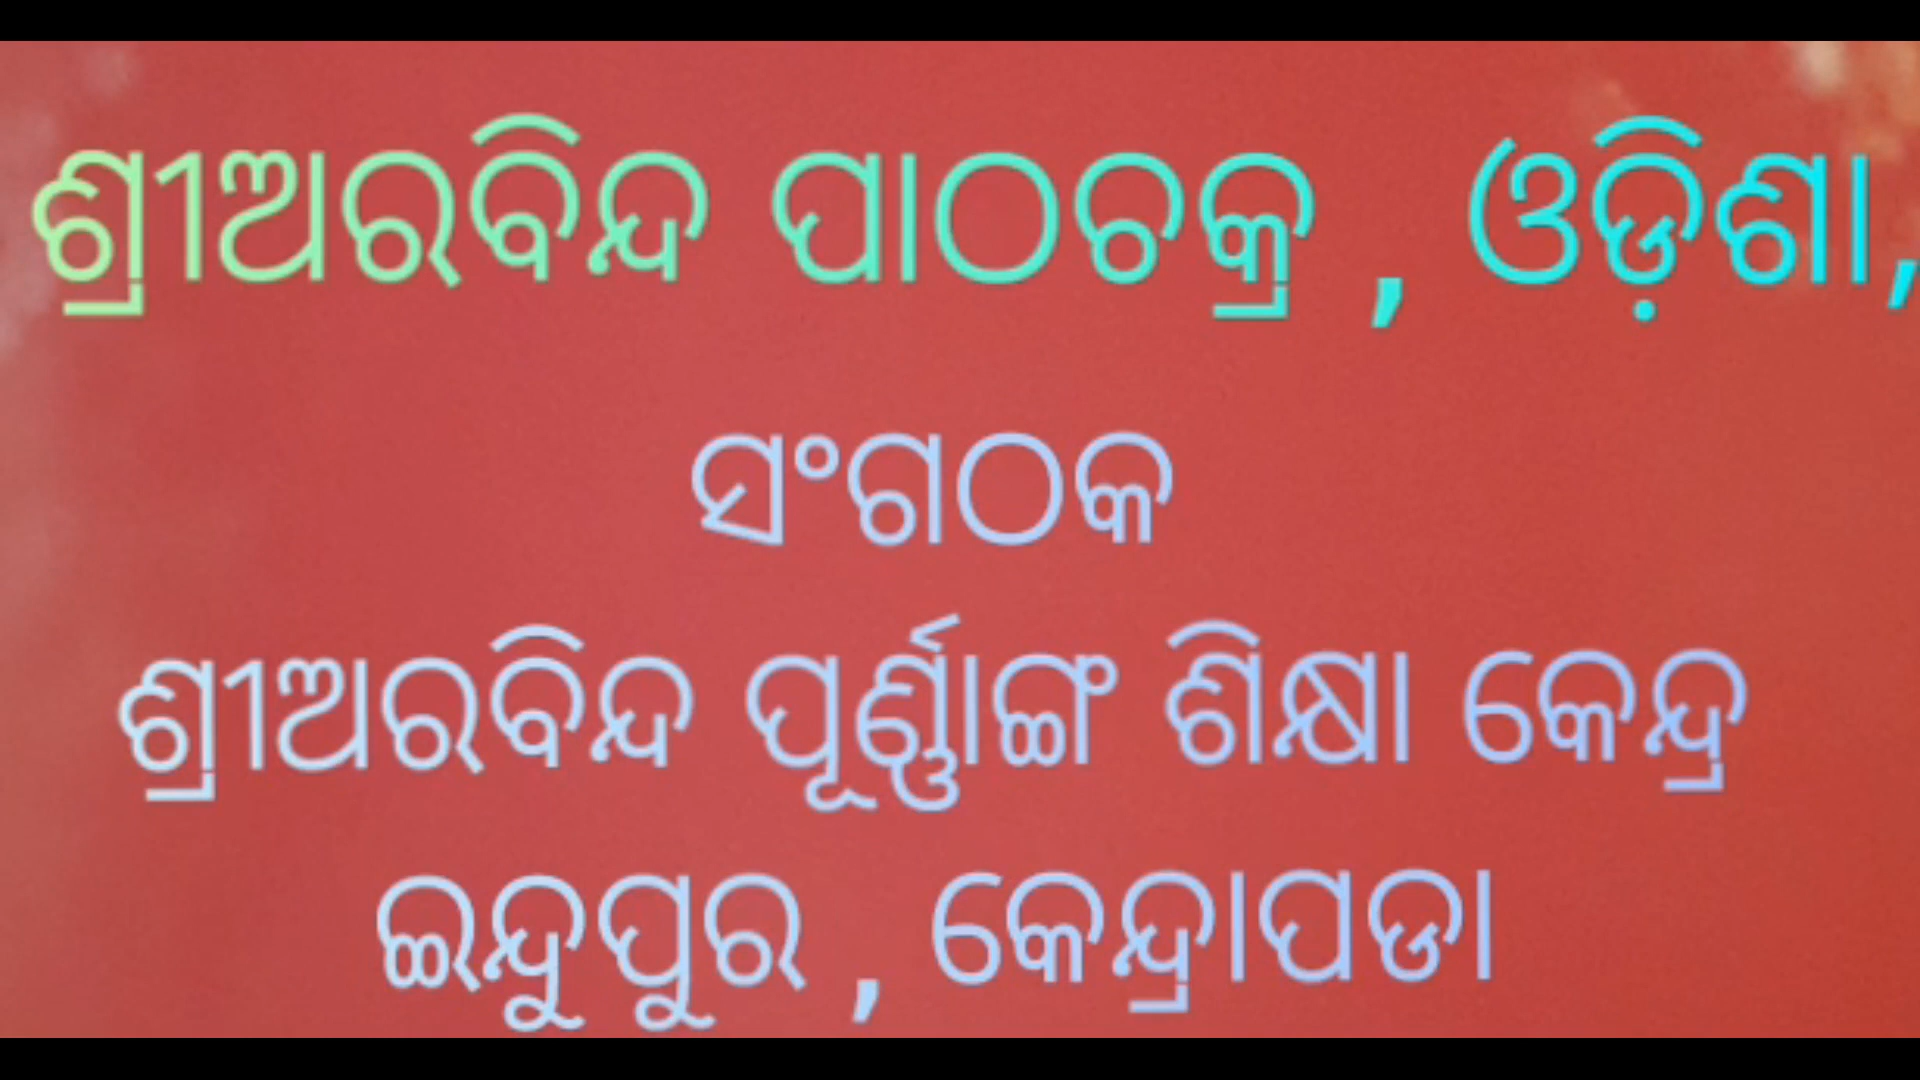 ଶ୍ରୀଅରବିନ୍ଦ ପାଠଚକ୍ର , ଓଡ଼ିଶା,
ସଂଗଠକ
ଶ୍ରୀଅରବିନ୍ଦ ପୂର୍ଣ୍ଣାଙ୍ଗ ଶିକ୍ଷା କେନ୍ଦ୍ର
ଇନ୍ଦୁପୁର , କେନ୍ଦ୍ରାପଡା